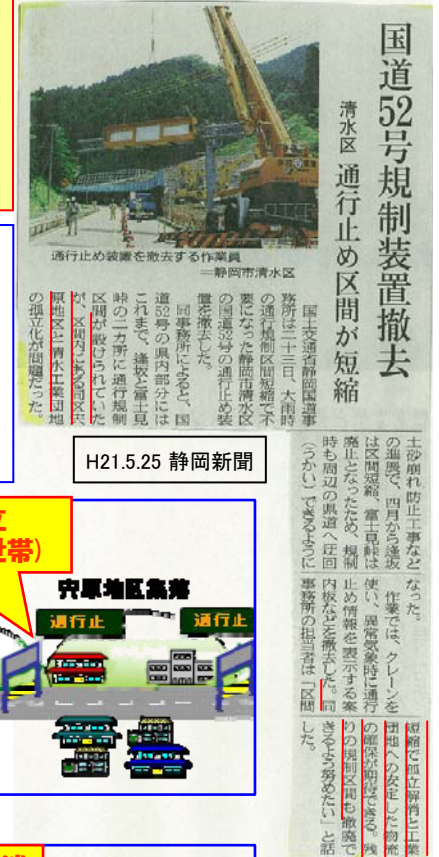 国道52号規制装置撤去
清水区 通行止め区間が短縮
通行止め装置を撤去する作業員
=静岡市清水区
国土交通省静岡国道事
務所は二十三日、大雨時
の通行規制区間短縮で不
要になった静岡市清水区
の国道52号の通行止め装
置を撤去した。
同事務所によると、国
道52号の県内部分には
これまで、逢坂と富士見
峠の二カ所に通行規制
区間が設けられていた
が、区間内にある同区宍
原地区と清水工業団地
の孤立化が問題だった。
土砂崩れ防止工事など
の進展で、四月から逢坂
は区間短縮、富士見峠は
廃止となったため、規制
時も周辺の県道へ迂回
(うかい)できるように
なった。
作業では、クレーンを
使い、異常気象時に通行
止め情報を表示する案
内板などを撤去した。同
事務所の担当者は「区間
短縮で孤立解消と工業
団地への安定した物流
の確保が期待できる。残
りの規制区間も撤廃で
きるよう努めたい」と話
した。
H21.5.25 静岡新聞
立
世帯)
宍原地区集落
通行止
通行止